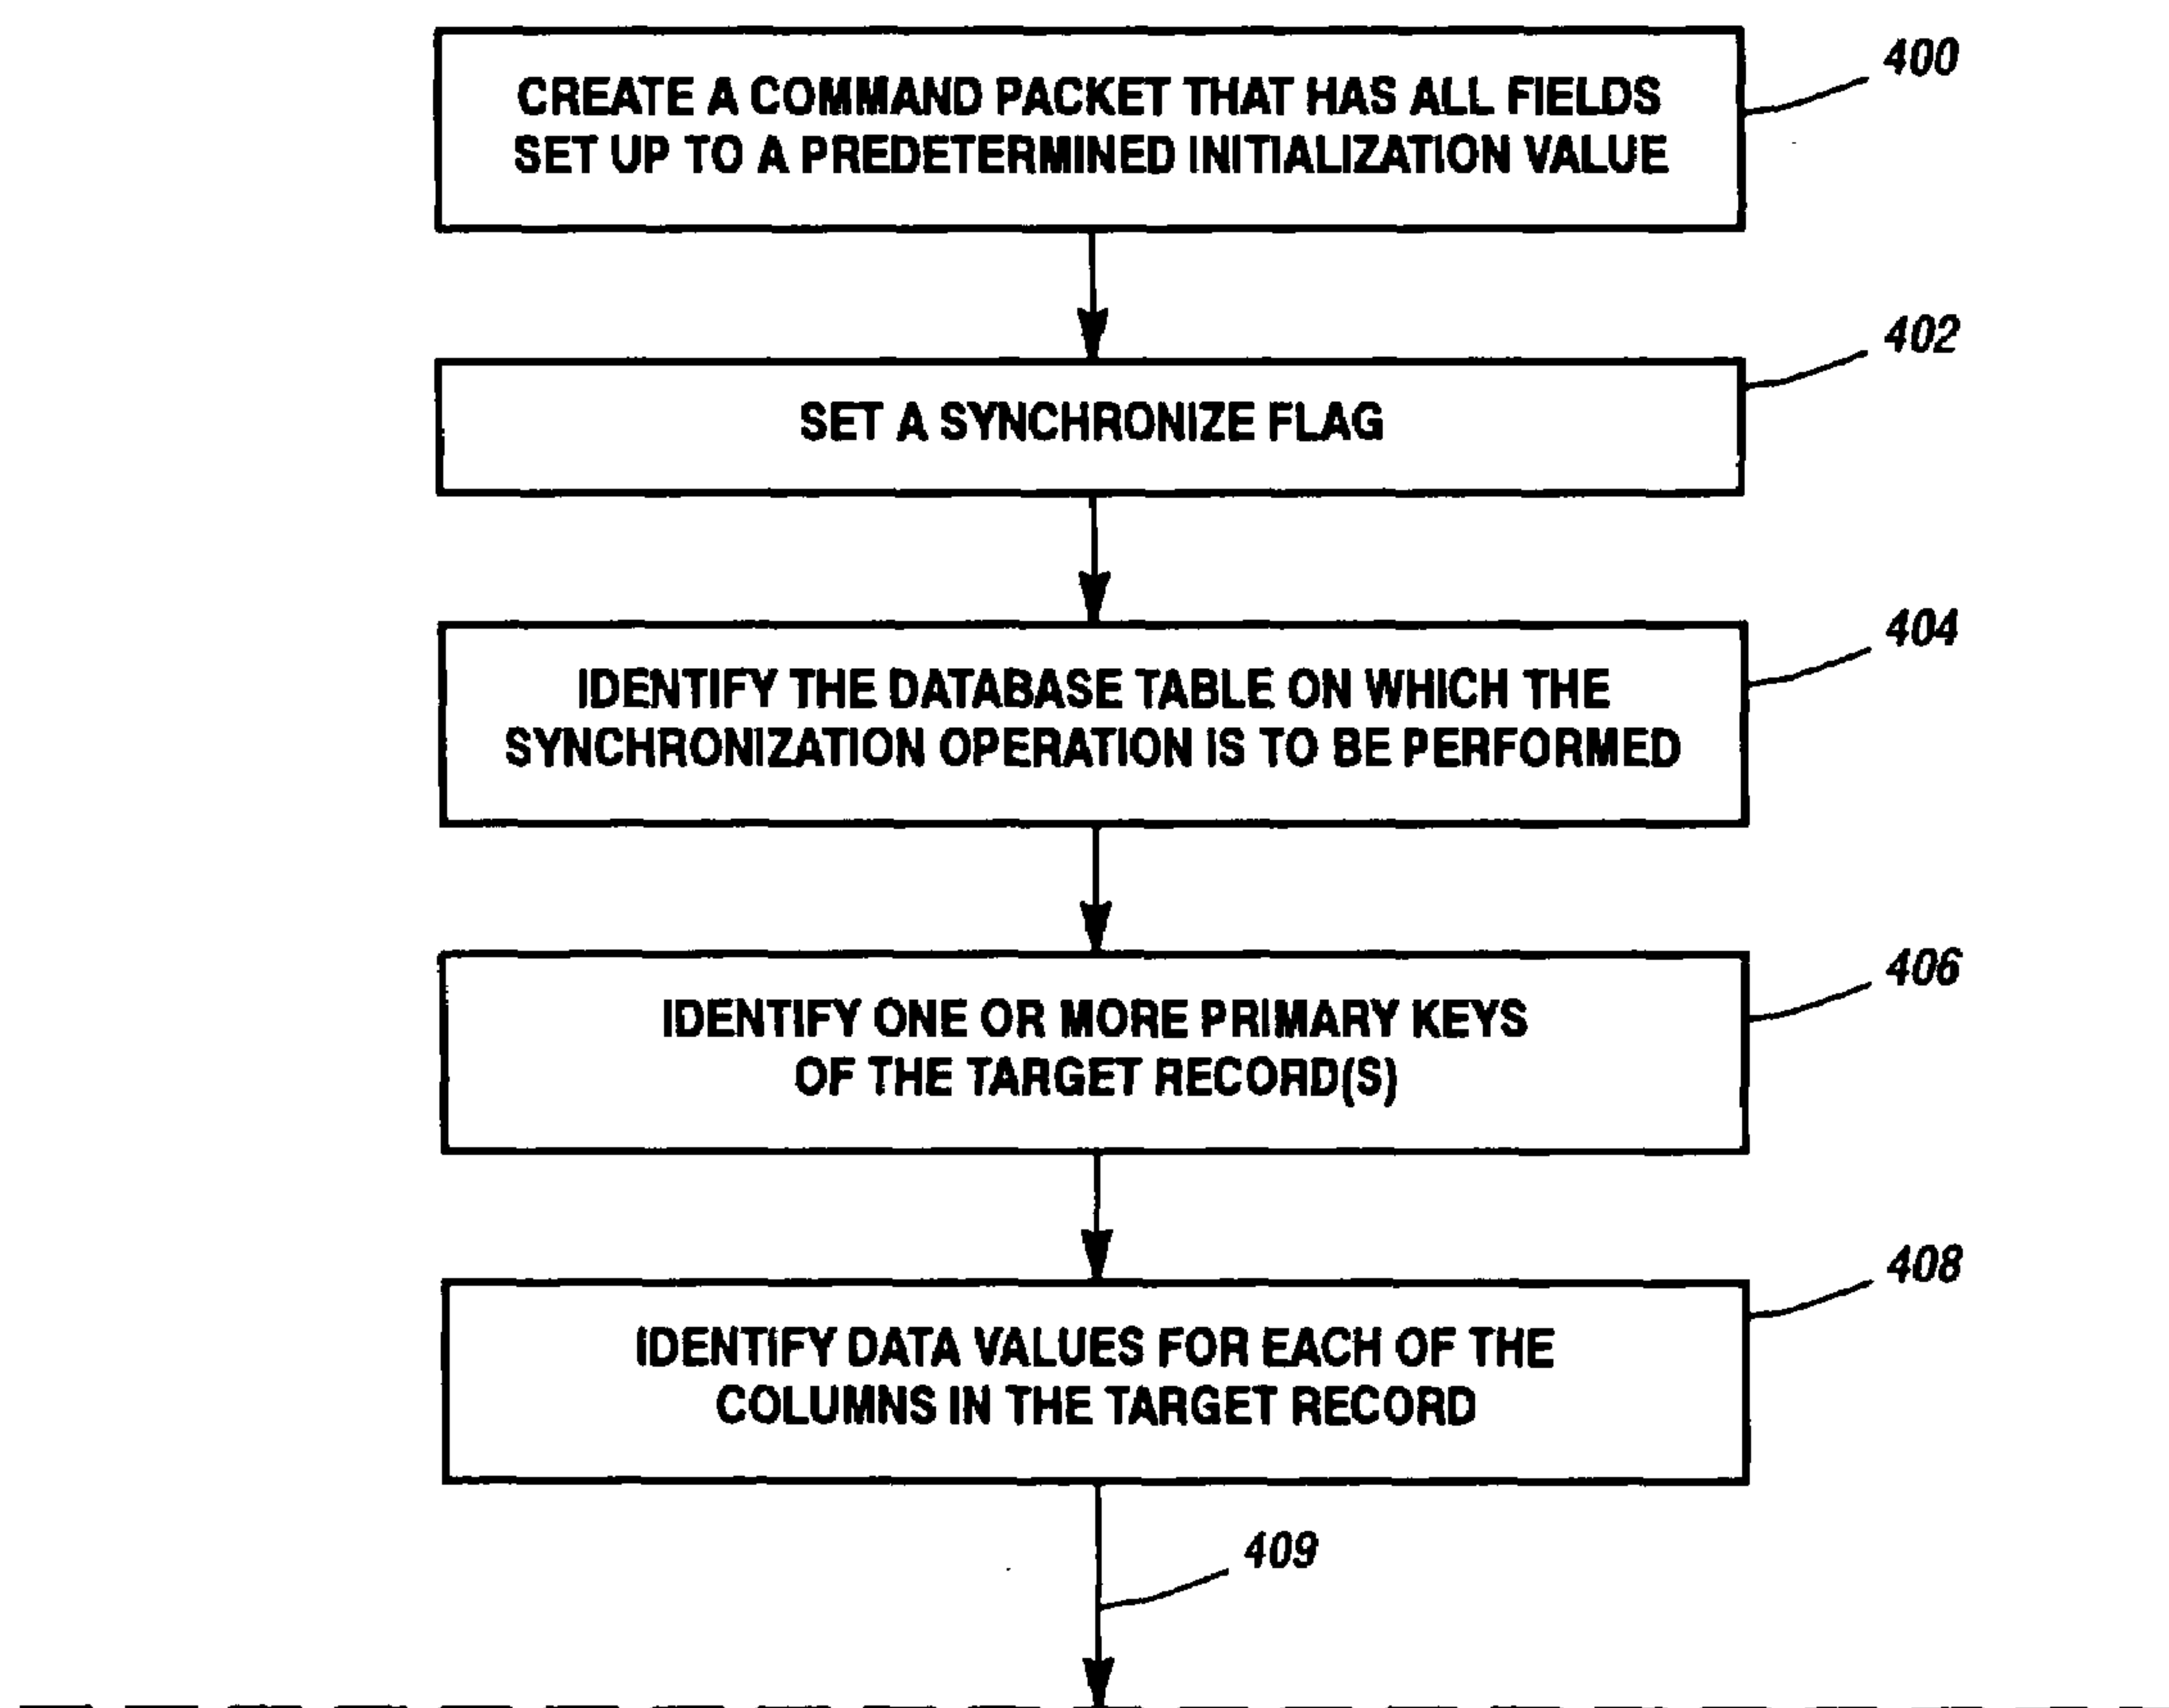 CREATE A COMMAND PACKET THAT HAS ALL FIELDS
SET UP TO A PREDETERMINED INITIALIZATION VALUE
400
SET A SYNCHRONIZE FLAG
402
IDENTIFY THE DATABASE TABLE ON WHICH THE
SYNCHRONIZATION OPERATION IS TO BE PERFORMED
404
IDENTIFY ONE OR MORE PRIMARY KEYS
OF THE TARGET RECORD(S)
406
IDENTIFY DATA VALUES FOR EACH OF THE
COLUMNS IN THE TARGET RECORD
408
409